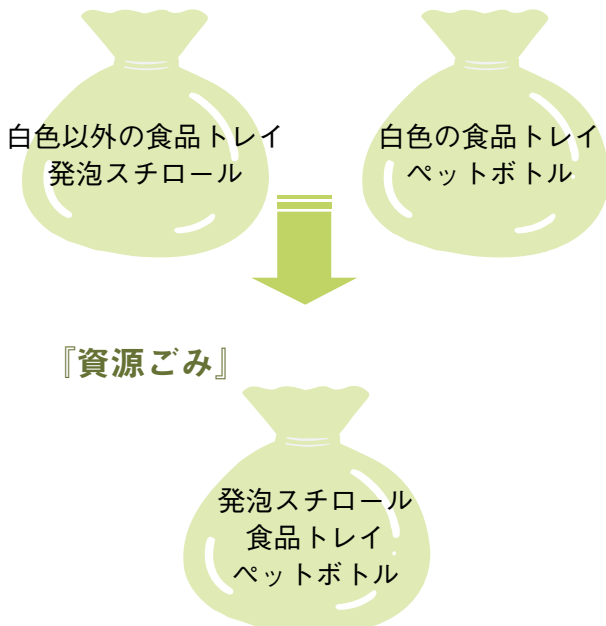 白色以外の食品トレイ
発泡スチロール
白色の食品トレイ
ペットボトル
『資源ごみ』
発泡スチロール
食品トレイ
ペットボトル